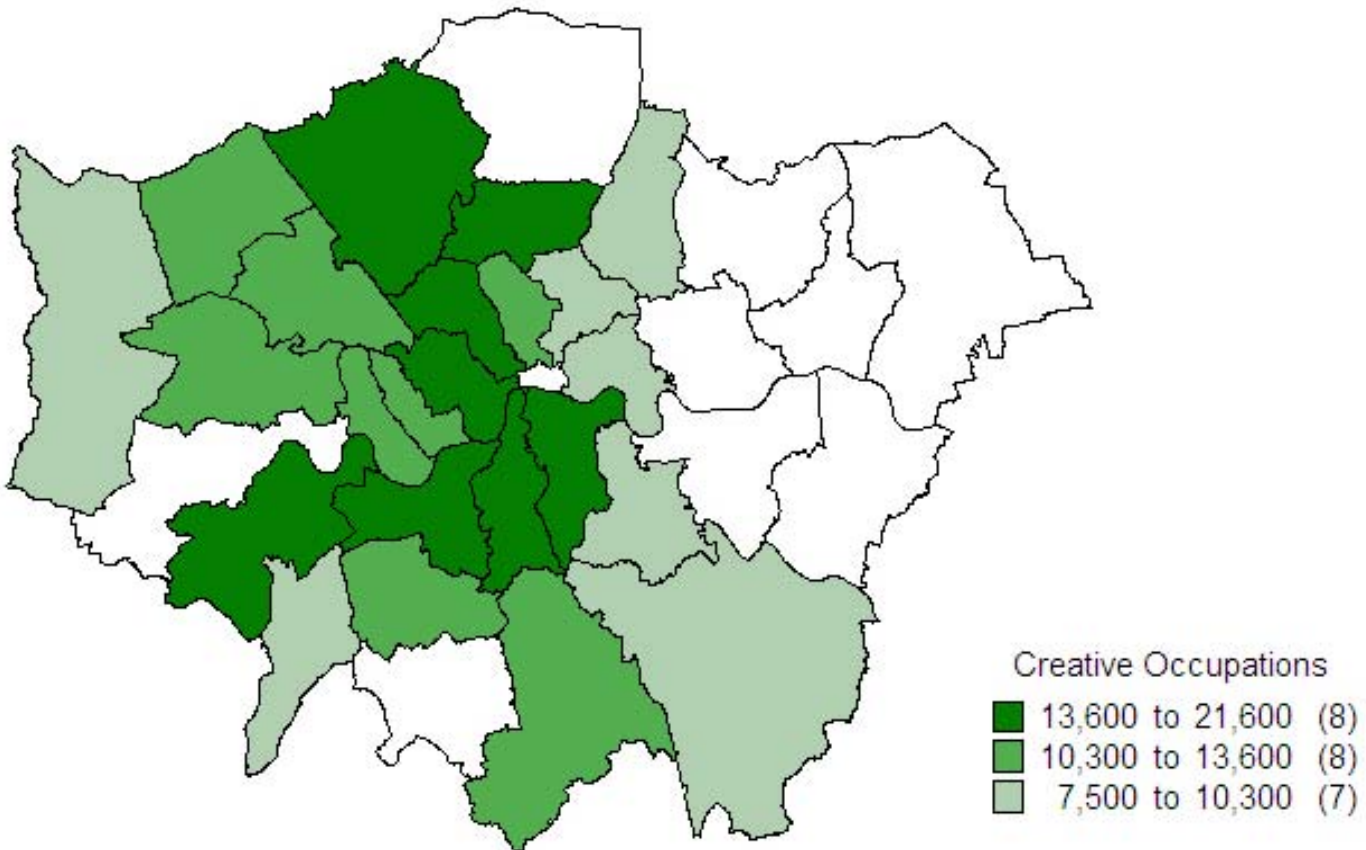 Creative Occupations
13,600 to 21,600 (8)
10,300 to 13,600 (8)
7,500 to 10,300 (7)